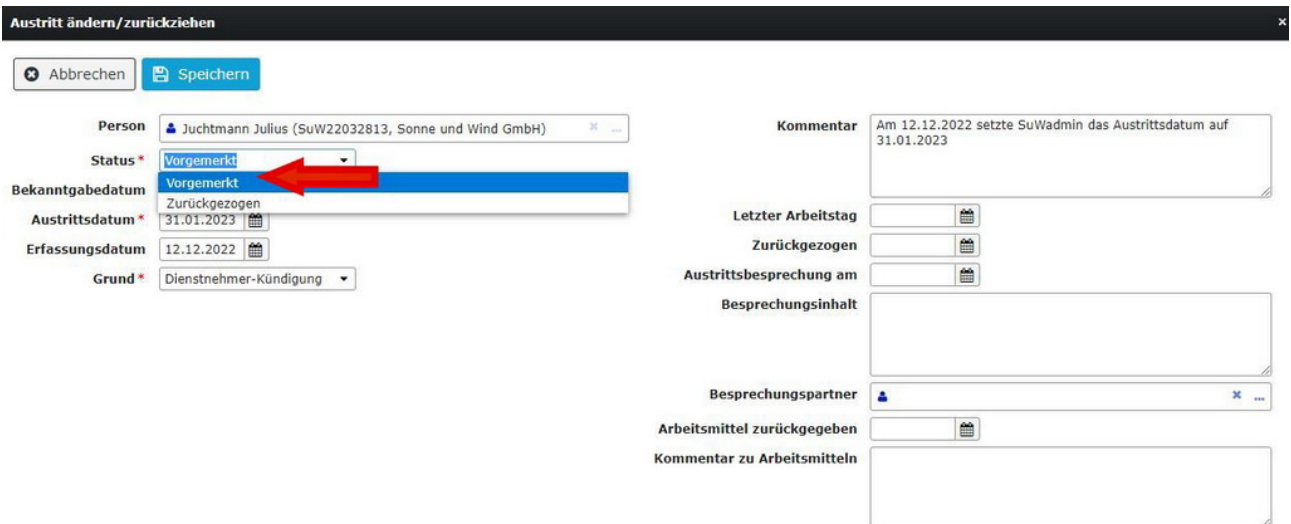 Austritt ändern/zurückziehen
×
Abbrechen
Speichern
Person
Juchtmann Julius (SuW22032813, Sonne und Wind GmbH)
Status *
Vorgemerkt
Vorgemerkt
Zurückgezogen
Bekanntgabedatum
Austrittsdatum *
31.01.2023
Erfassungsdatum
12.12.2022
Grund *
Dienstnehmer-Kündigung
Kommentar
Am 12.12.2022 setzte SuWadmin das Austrittsdatum auf
31.01.2023
Letzter Arbeitstag
Zurückgezogen
Austrittsbesprechung am
Besprechungsinhalt
Besprechungspartner
Arbeitsmittel zurückgegeben
Kommentar zu Arbeitsmitteln